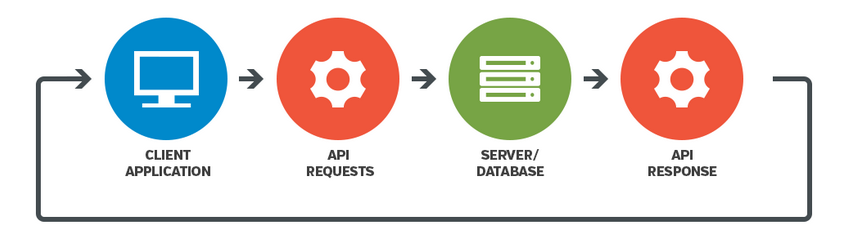 CLIENT
APPLICATION
API
REQUESTS
SERVER/
DATABASE
API
RESPONSE